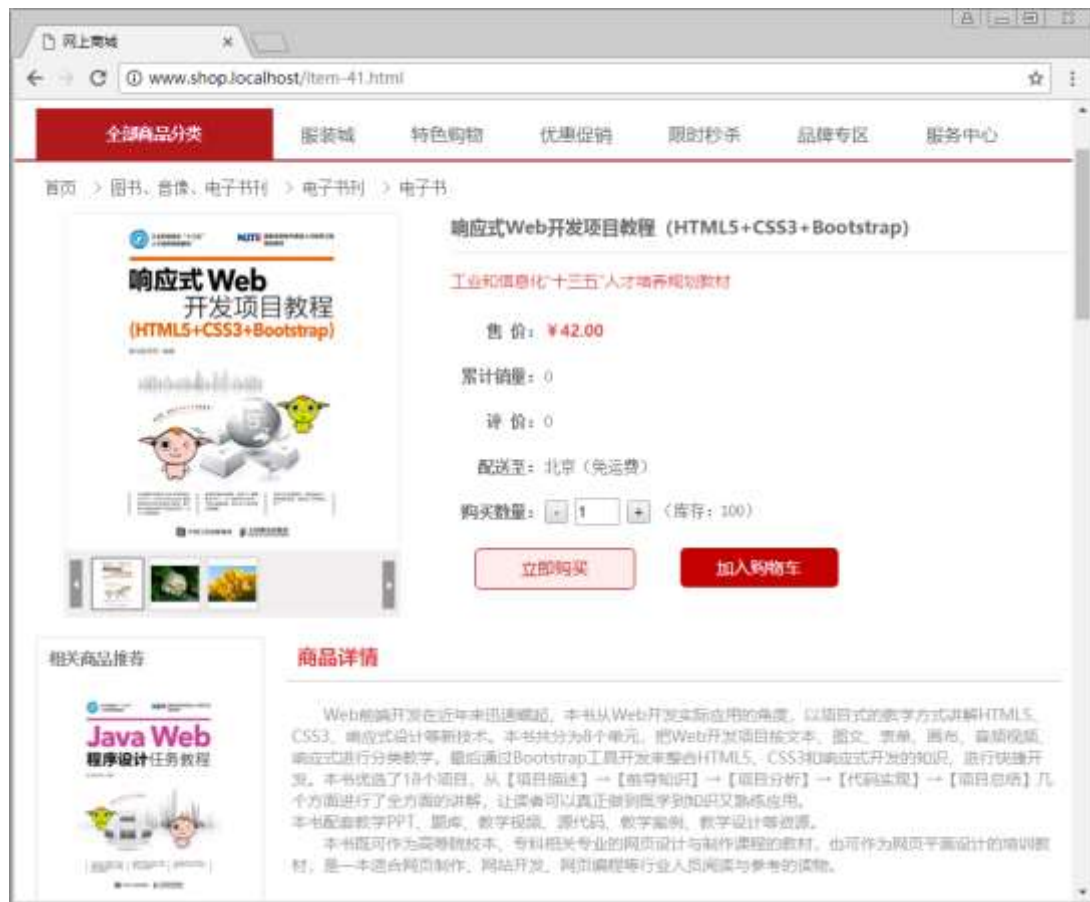 网上商城
www.shop.localhost/item-41.html
全部商品分类 服装城 特色购物 优惠促销 限时秒杀 品牌专区 服务中心
首页 > 图书、音像、电子书刊 > 电子书刊 > 电子书
响应式 Web
开发项目教程
(HTML5+CSS3+Bootstrap)
响应式Web开发项目教程（HTML5+CSS3+Bootstrap）
工业和信息化“十三五”人才培养规划教材
售 价：￥42.00
累计销量：0
评 价：0
配送至：北京（免运费）
购买数量： - 1 + （库存：100）
立即购买 加入购物车
相关商品推荐
Java Web
程序设计任务教程
商品详情
Web前端开发在近年来迅速崛起，本书从Web开发实际应用的角度，以项目式的教学方式讲解HTML5、
CSS3、响应式设计等新技术。本书共分为8个单元，把Web开发项目按文本、图文、表单、画布、音频视频、
响应式进行分类教学。最后通过Bootstrap工具开发来整合HTML5、CSS3和响应式开发的知识，进行快捷开
发。本书优选了18个项目，从【项目描述】→【前导知识】→【项目分析】→【代码实现】→【项目总结】几
个方面进行了全方面的讲解，让读者可以真正做到既学到知识又熟练应用。
本书配套教学PPT、题库、教学视频、源代码、教学案例、教学设计等资源。
本书既可作为高等院校本、专科相关专业的网页设计与制作课程的教材，也可作为网页平面设计的培训教
材，是一本适合网页制作、网站开发、网页编程等行业人员阅读与参考的读物。